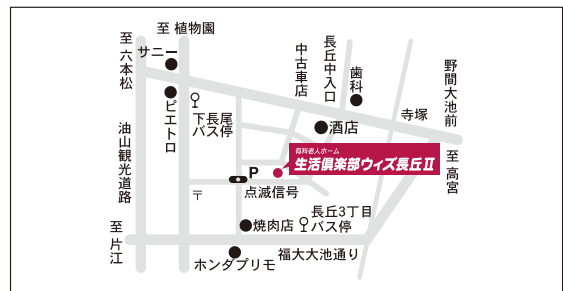 至 植物園
至 六本松
サニー
ピエトロ
下長尾
バス停
中古車店
長丘中入口
歯科
酒店
寺塚
野間大池前
至 高宮
有料老人ホーム
生活倶楽部ウィズ長丘Ⅱ
P
点滅信号
〒
油山観光道路
至 片江
焼肉店
長丘3丁目
バス停
ホンダプリモ
福大大池通り